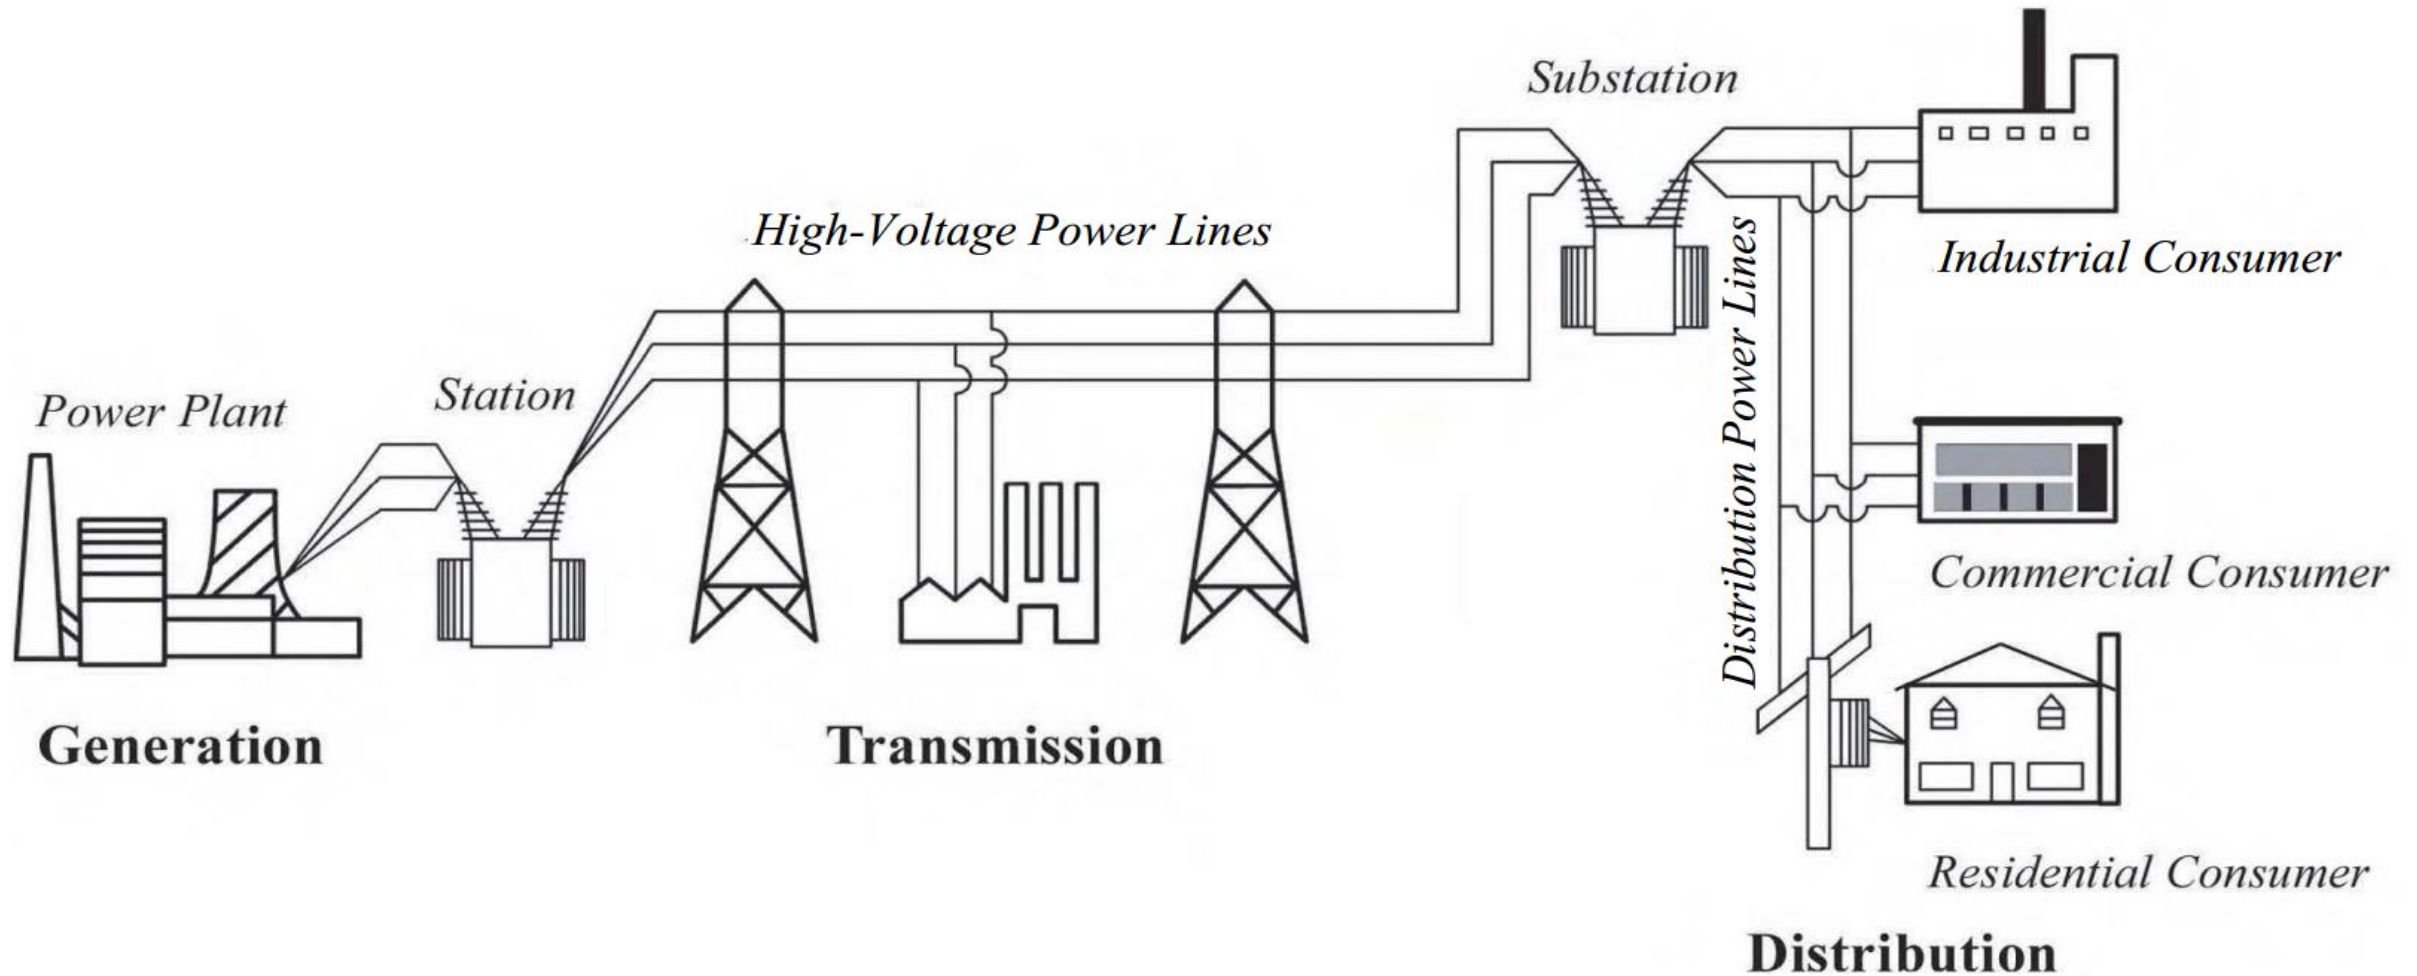 Substation
High-Voltage Power Lines
Industrial Consumer
Power Plant
Station
Distribution Power Lines
Commercial Consumer
Generation
Transmission
Residential Consumer
Distribution